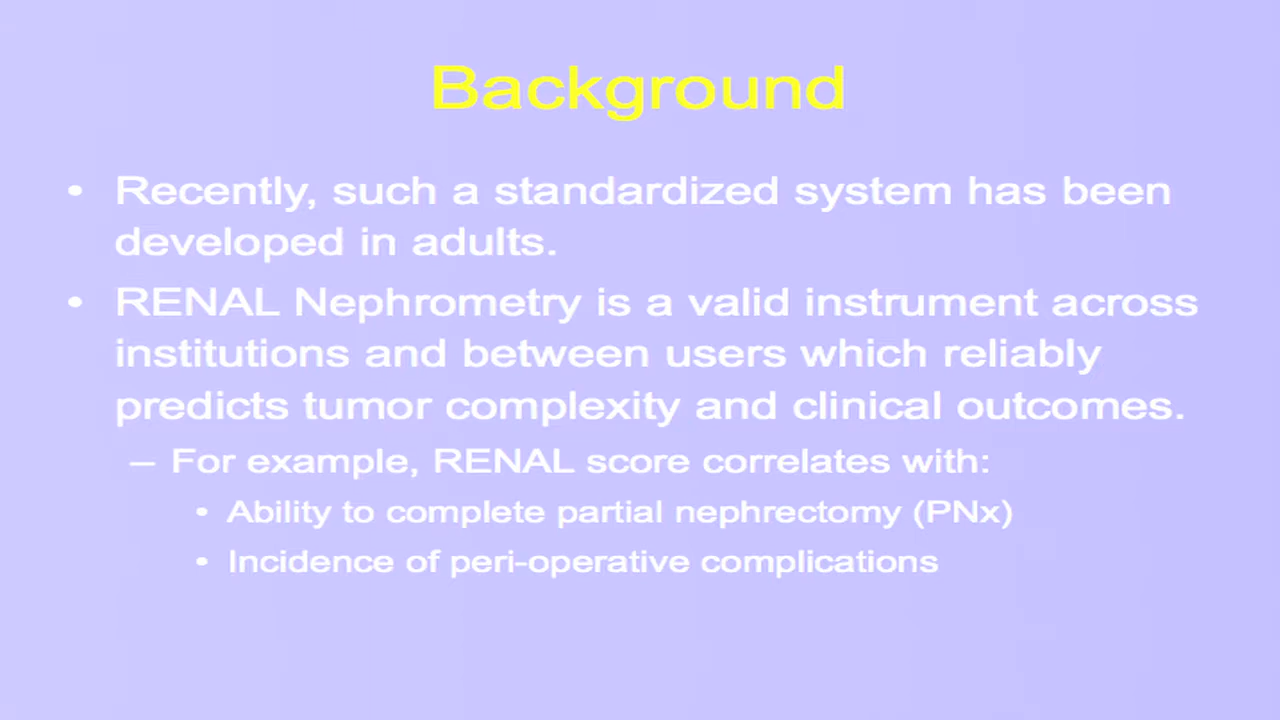 Background
• Recently, such a standardized system has been
developed in adults.
• RENAL Nephrometry is a valid instrument across
institutions and between users which reliably
predicts tumor complexity and clinical outcomes.
– For example, RENAL score correlates with:
• Ability to complete partial nephrectomy (PNx)
• Incidence of peri-operative complications